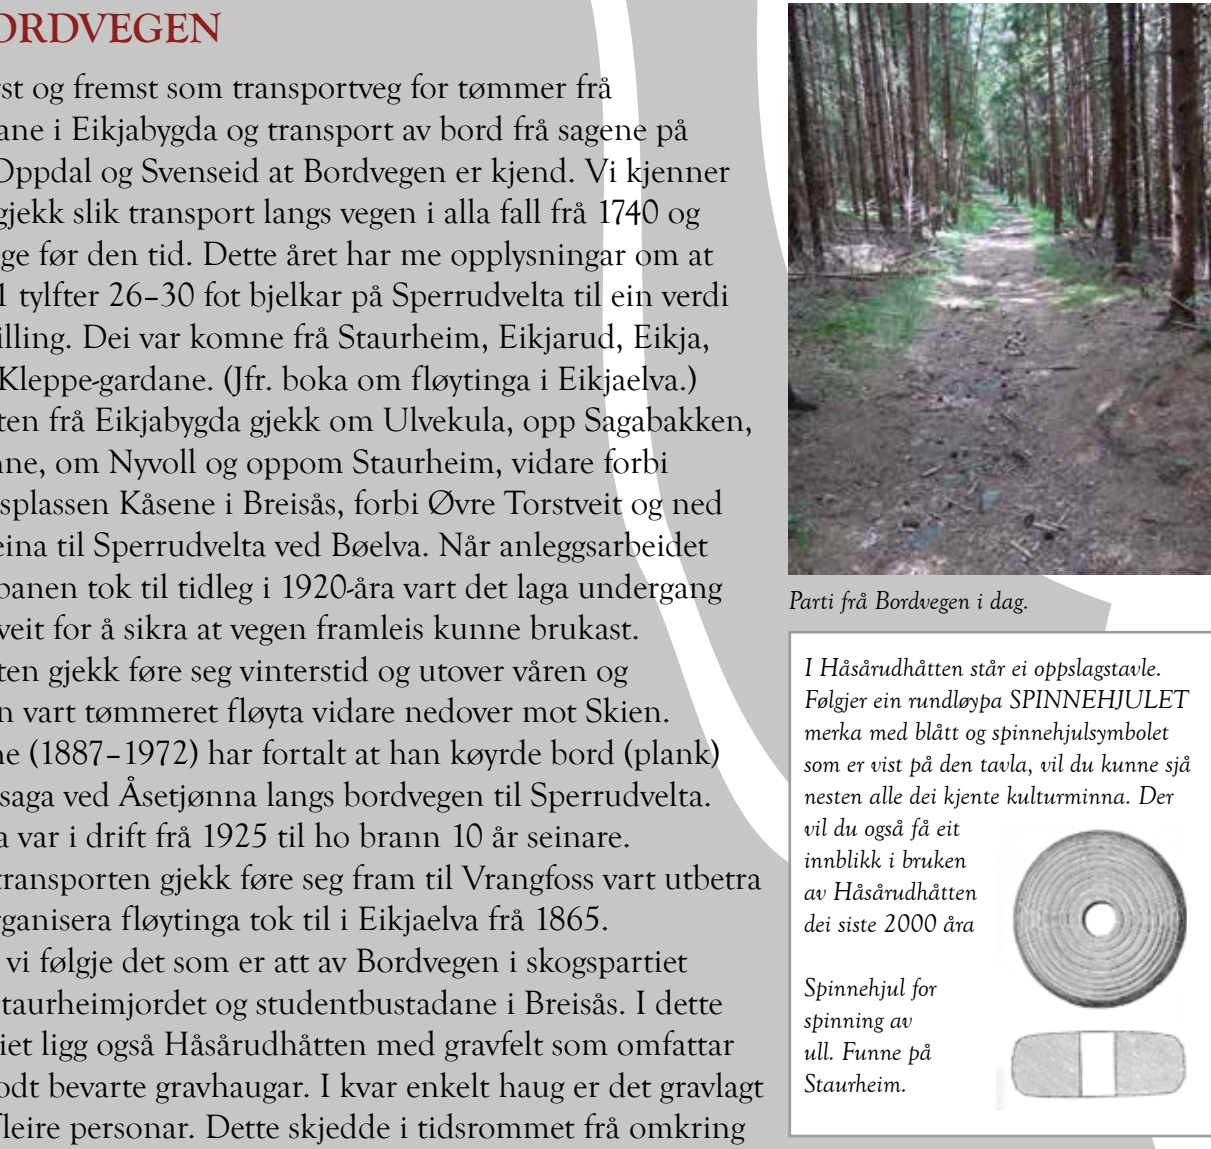 ORDVEGEN
rst og fremst som transportveg for tømmer frå
ane i Eikjabygda og transport av bord frå sagene på
Oppdal og Svenseid at Bordvegen er kjend. Vi kjenner
gjekk slik transport langs vegen i alla fall frå 1740 og
ge før den tid. Dette året har me opplysningar om at
1 tylfter 26–30 fot bjelkar på Sperrudvelta til ein verdi
illing. Dei var komne frå Staurheim, Eikjarud, Eikja,
Kleppe-gardane. (Jfr. boka om fløytinga i Eikjaelva.)
ten frå Eikjabygda gjekk om Ulvekula, opp Sagabakken,
nne, om Nyvoll og oppom Staurheim, vidare forbi
splassen Kåsene i Breisås, forbi Øvre Torstveit og ned
eina til Sperrudvelta ved Bøelva. Når anleggsarbeidet
banen tok til tidleg i 1920-åra vart det laga undergang
veit for å sikra at vegen framleis kunne brukast.
ten gjekk føre seg vinterstid og utover våren og
n vart tømmeret fløyta vidare nedover mot Skien.
ne (1887–1972) har fortalt at han køyrde bord (plank)
saga ved Åsetjønna langs bordvegen til Sperrudvelta.
a var i drift frå 1925 til ho brann 10 år seinare.
transporten gjekk føre seg fram til Vrangfoss vart utbetra
rganisera fløytinga tok til i Eikjaelva frå 1865.
vi følgje det som er att av Bordvegen i skogspartiet
taurheimjordet og studentbustadane i Breisås. I dette
iet ligg også Håsårudhåtten med gravfelt som omfattar
odt bevarte gravhaugar. I kvar enkelt haug er det gravlagt
fleire personar. Dette skjedde i tidsrommet frå omkring
Parti frå Bordvegen i dag.
I Håsårudhåtten står ei oppslagstavle.
Følgjer ein rundløypa SPINNEHJULET
merka med blått og spinnehjulsymbolet
som er vist på den tavla, vil du kunne sjå
nesten alle dei kjente kulturminna. Der
vil du også få eit
innblikk i bruken
av Håsårudhåtten
dei siste 2000 åra
Spinnehjul for
spinning av
ull. Funne på
Staurheim.